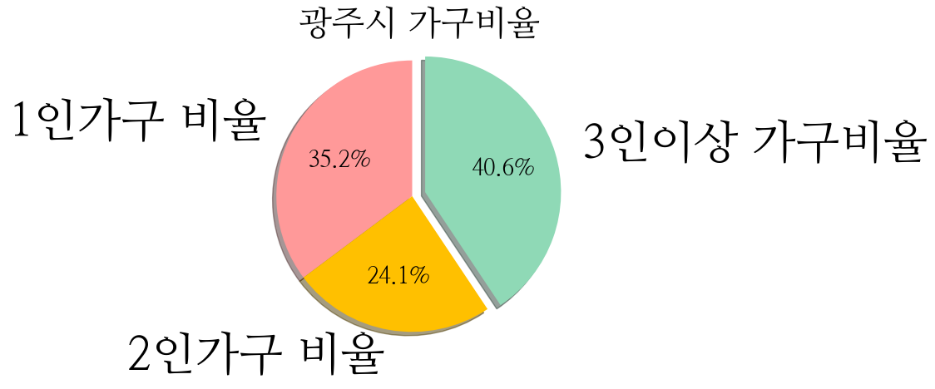 광주시 가구비율
1인가구 비율
35.2%
40.6%
3인이상 가구비율
24.1%
2인가구 비율